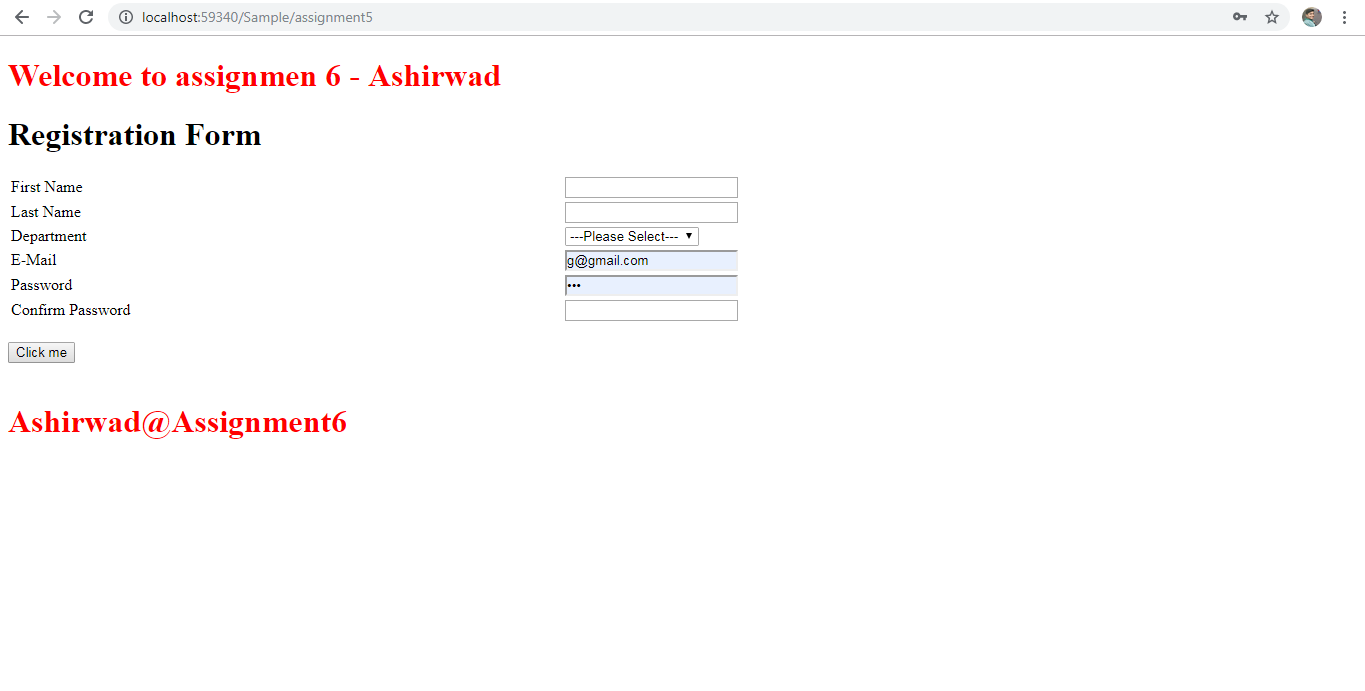 localhost:59340/Sample/assignment5
Welcome to assignmen 6 - Ashirwad
Registration Form
First Name
Last Name
Department ---Please Select---
E-Mail g@gmail.com
Password •••
Confirm Password
Click me
Ashirwad@Assignment6